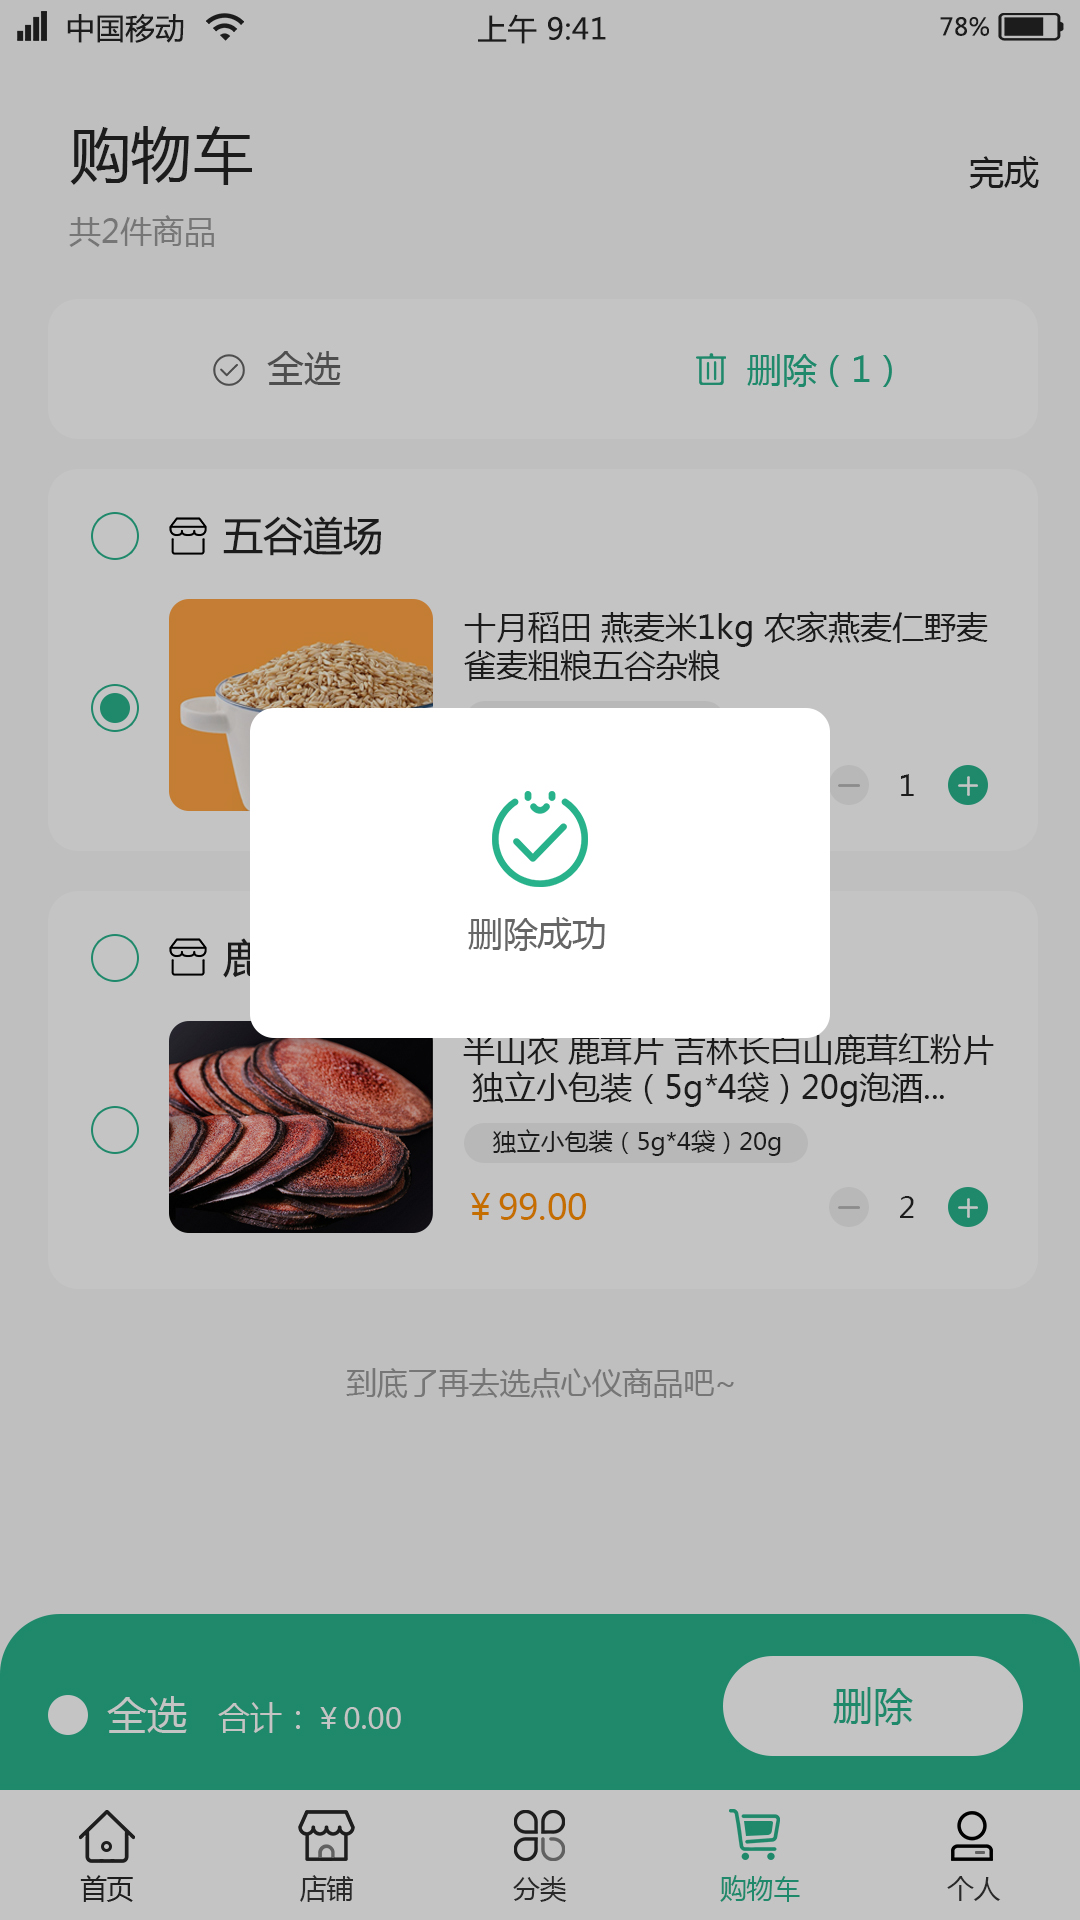 中国移动
上午 9:41
78%
购物车
完成
共2件商品
全选
删除（1）
五谷道场
十月稻田 燕麦米1kg 农家燕麦仁野麦
雀麦粗粮五谷杂粮
1
删除成功
鹿
半山农 鹿茸片 吉林长白山鹿茸红粉片
独立小包装（5g*4袋）20g泡酒...
独立小包装（5g*4袋）20g
¥ 99.00
2
到底了再去选点心仪商品吧~
全选
合计：¥ 0.00
删除
首页
店铺
分类
购物车
个人